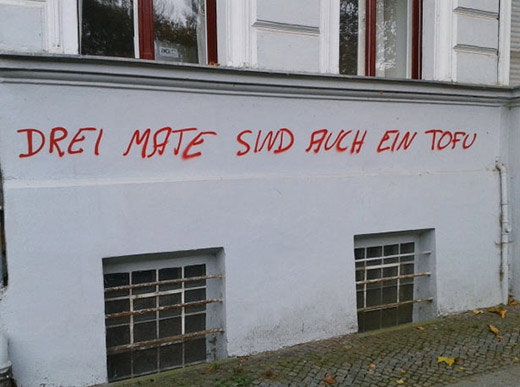 DREI MATE SIND AUCH EIN TOFU